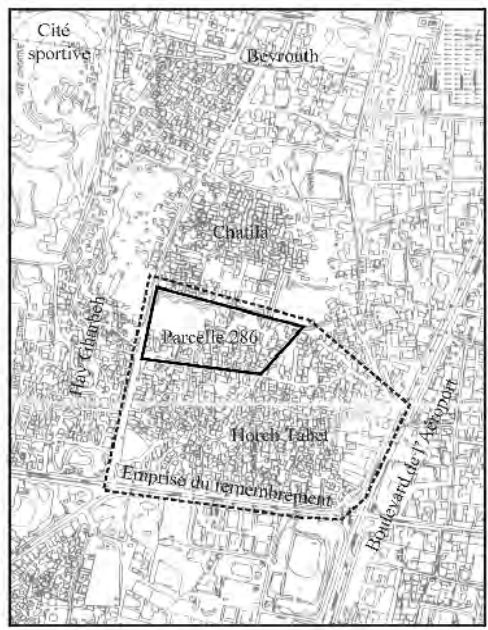 Cité
sportive
Beyrouth
Chatila
Hay Gharbeh
Parcelle 286
Horch Tabet
Emprise du remembrement
Boulevard de l'Aéroport